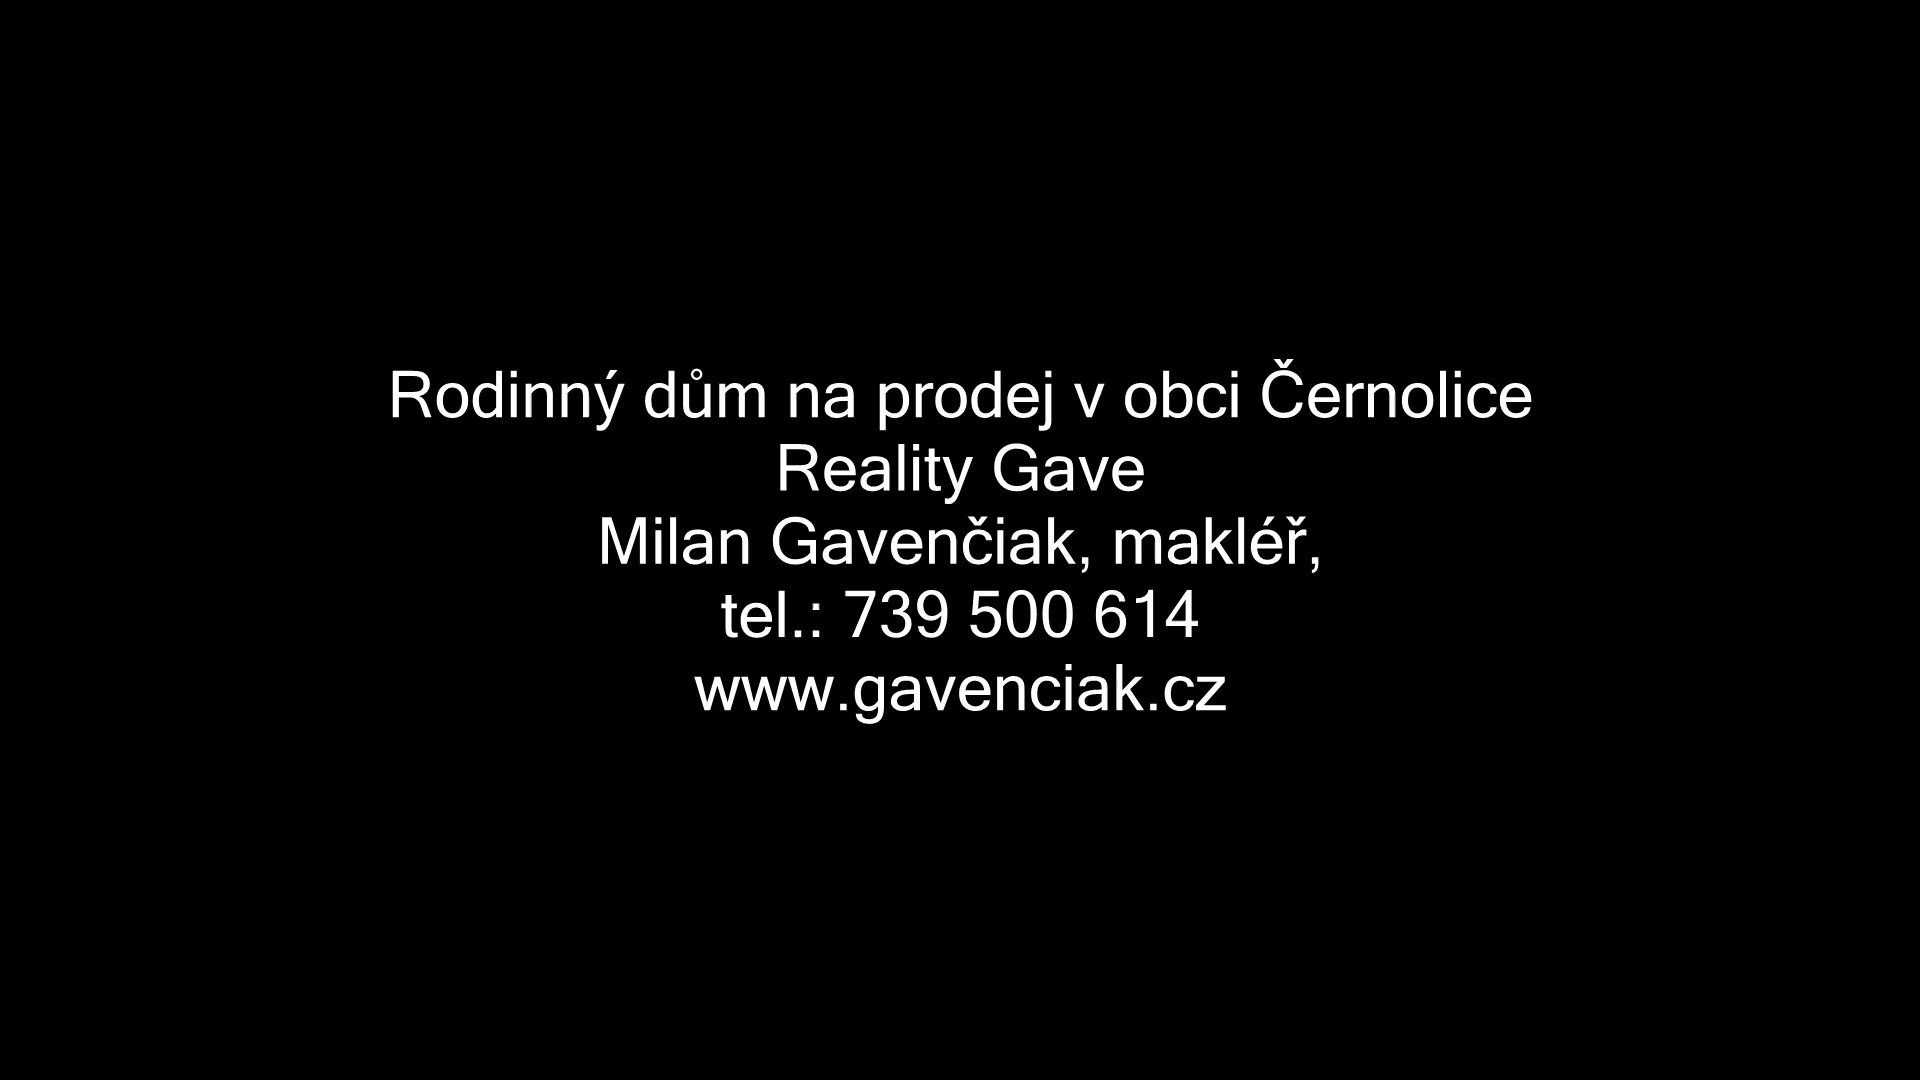 Rodinný dům na prodej v obci Černolice
Reality Gave
Milan Gavenčiak, makléř,
tel.: 739 500 614
www.gavenciak.cz